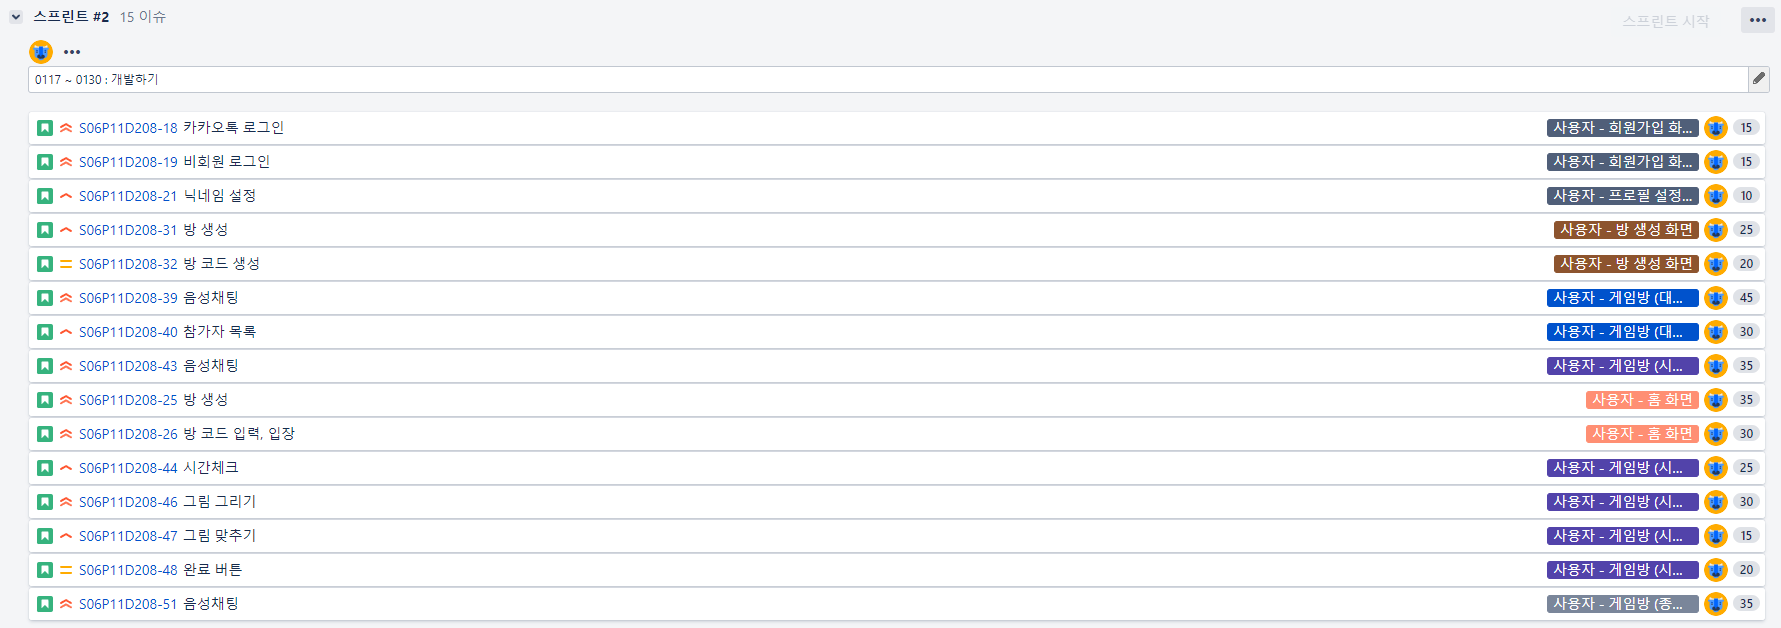 스프린트 #2 15 이슈 스프린트 시작
0117 ~ 0130 : 개발하기
S06P11D208-18 카카오톡 로그인 사용자 - 회원가입 화... 15
S06P11D208-19 비회원 로그인 사용자 - 회원가입 화... 15
S06P11D208-21 닉네임 설정 사용자 - 프로필 설정... 10
S06P11D208-31 방 생성 사용자 - 방 생성 화면 25
S06P11D208-32 방 코드 생성 사용자 - 방 생성 화면 20
S06P11D208-39 음성채팅 사용자 - 게임방 (대... 45
S06P11D208-40 참가자 목록 사용자 - 게임방 (대... 30
S06P11D208-43 음성채팅 사용자 - 게임방 (시... 35
S06P11D208-25 방 생성 사용자 - 홈 화면 35
S06P11D208-26 방 코드 입력, 입장 사용자 - 홈 화면 30
S06P11D208-44 시간체크 사용자 - 게임방 (시... 25
S06P11D208-46 그림 그리기 사용자 - 게임방 (시... 30
S06P11D208-47 그림 맞추기 사용자 - 게임방 (시... 15
S06P11D208-48 완료 버튼 사용자 - 게임방 (시... 20
S06P11D208-51 음성채팅 사용자 - 게임방 (종... 35